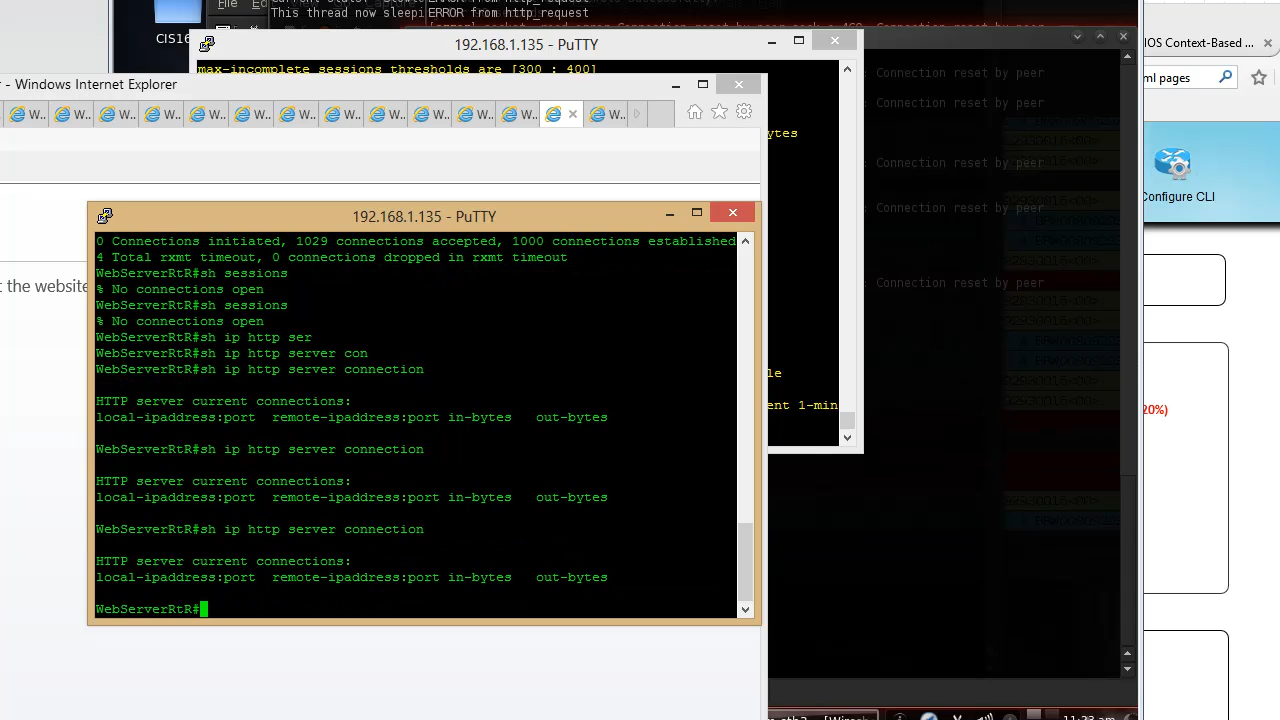 File
This thread now sleepi
ERROR from http_request
CIS16
192.168.1.135 - PuTTY
IOS Context-Based
max-incomplete sessions thresholds are [300 : 400]
: Connection reset by peer
ml pages
- Windows Internet Explorer
: Connection reset by peer
W..
W..
W..
W..
W..
W..
W..
W..
W..
W..
W..
W..
W..
ytes
: Connection reset by peer
Configure CLI
: Connection reset by peer
192.168.1.135 - PuTTY
0 Connections initiated, 1029 connections accepted, 1000 connections established
4 Total rxmt timeout, 0 connections dropped in rxmt timeout
WebServerRtR#sh sessions
: Connection reset by peer
t the website
% No connections open
WebServerRtR#sh sessions
% No connections open
WebServerRtR#sh ip http ser
WebServerRtR#sh ip http server con
WebServerRtR#sh ip http server connection
le
HTTP server current connections:
ent 1-min
20%)
local-ipaddress:port  remote-ipaddress:port in-bytes   out-bytes
WebServerRtR#sh ip http server connection
HTTP server current connections:
local-ipaddress:port  remote-ipaddress:port in-bytes   out-bytes
WebServerRtR#sh ip http server connection
HTTP server current connections:
local-ipaddress:port  remote-ipaddress:port in-bytes   out-bytes
WebServerRtR#